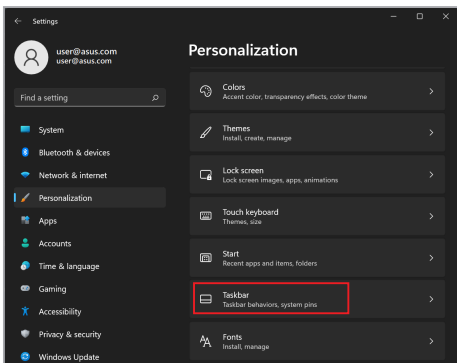 Settings
user@asus.com
user@asus.com
Find a setting
System
Bluetooth & devices
Network & internet
Personalization
Apps
Accounts
Time & language
Gaming
Accessibility
Privacy & security
Windows Update
Personalization
Colors
Accent color, transparency effects, color theme
Themes
Install, create, manage
Lock screen
Lock screen images, apps, animations
Touch keyboard
Themes, size
Start
Recent apps and items, folders
Taskbar
Taskbar behaviors, system pins
Fonts
Install, manage